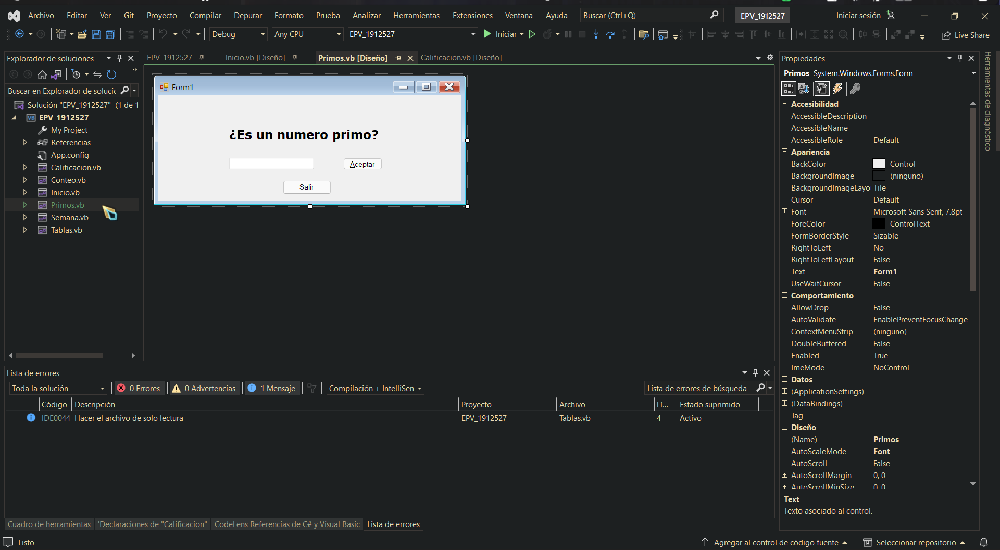 Archivo Editar Ver Git Proyecto Compilar Depurar Formato Prueba Analizar Herramientas Extensiones Ventana Ayuda Buscar (Ctrl+Q) EPV_1912527 Iniciar sesión
Debug Any CPU EPV_1912527 Iniciar Live Share
Explorador de soluciones
Buscar en Explorador de solucic
Solución "EPV_1912527" (1 de 1
VB EPV_1912527
My Project
Referencias
App.config
Calificacion.vb
Conteo.vb
Inicio.vb
Primos.vb
Semana.vb
Tablas.vb
EPV_1912527 Inicio.vb [Diseño] Primos.vb [Diseño] Calificacion.vb [Diseño]
Form1
¿Es un numero primo?
Aceptar
Salir
Propiedades
Primos System.Windows.Forms.Form
Accesibilidad
AccessibleDescription
AccessibleName
AccessibleRole Default
Apariencia
BackColor Control
BackgroundImage (ninguno)
BackgroundImageLayo Tile
Cursor Default
Font Microsoft Sans Serif, 7.8pt
ForeColor ControlText
FormBorderStyle Sizable
RightToLeft No
RightToLeftLayout False
Text Form1
UseWaitCursor False
Comportamiento
AllowDrop False
AutoValidate EnablePreventFocusChange
ContextMenuStrip (ninguno)
DoubleBuffered False
Enabled True
ImeMode NoControl
Datos
(ApplicationSettings)
(DataBindings)
Tag
Diseño
(Name) Primos
AutoScaleMode Font
AutoScroll False
AutoScrollMargin 0, 0
AutoScrollMinSize 0, 0
Text
Texto asociado al control.
Herramientas de diagnóstico
Lista de errores
Toda la solución 0 Errores 0 Advertencias 1 Mensaje Compilación + IntelliSen Lista de errores de búsqueda
Código Descripción Proyecto Archivo Lí... Estado suprimido
IDE0044 Hacer el archivo de solo lectura EPV_1912527 Tablas.vb 4 Activo
Cuadro de herramientas 'Declaraciones de "Calificacion" CodeLens Referencias de C# y Visual Basic Lista de errores
Listo Agregar al control de código fuente Seleccionar repositorio